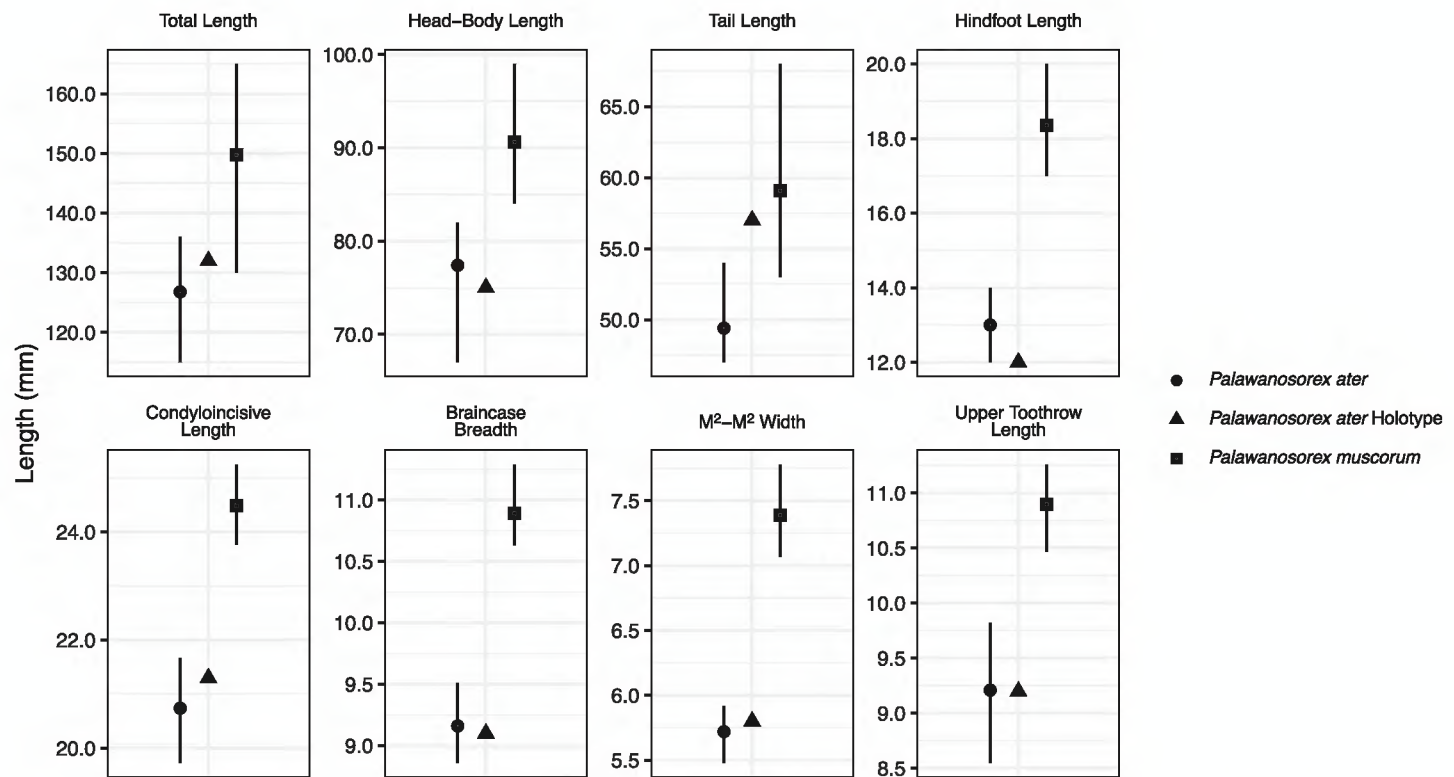 Total Length
Head–Body Length
Tail Length
Hindfoot Length
160.0
150.0
140.0
130.0
120.0
100.0
90.0
80.0
70.0
65.0
60.0
55.0
50.0
20.0
18.0
16.0
14.0
12.0
Length (mm)
Condyloincisive
Length
Braincase
Breadth
M²–M² Width
Upper Toothrow
Length
24.0
22.0
20.0
11.0
10.5
10.0
9.5
9.0
7.5
7.0
6.5
6.0
5.5
11.0
10.5
10.0
9.5
9.0
8.5
Palawanosorex ater
Palawanosorex ater Holotype
Palawanosorex muscorum